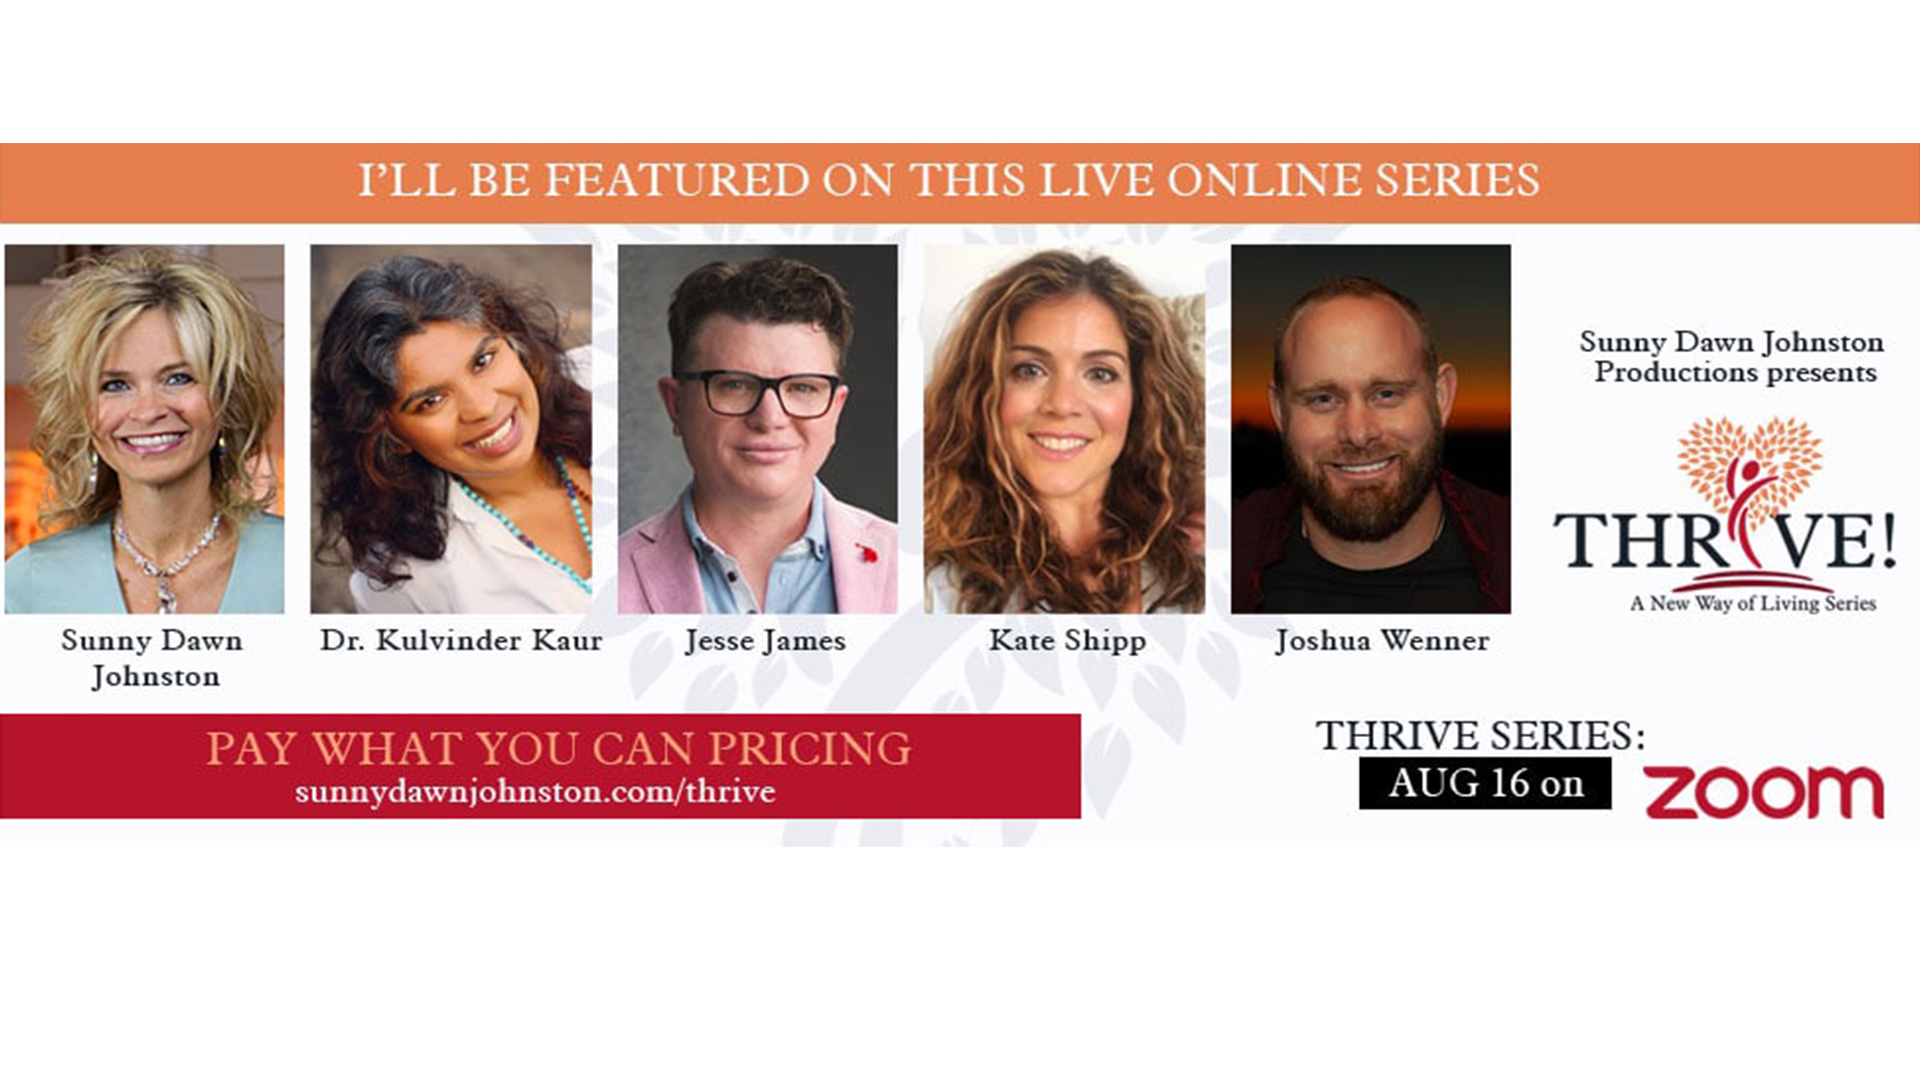 I'LL BE FEATURED ON THIS LIVE ONLINE SERIES
Sunny Dawn
Johnston
Dr. Kulvinder Kaur
Jesse James
Kate Shipp
Joshua Wenner
Sunny Dawn Johnston
Productions presents
THRIVE!
A New Way of Living Series
PAY WHAT YOU CAN PRICING
sunnydawnjohnston.com/thrive
THRIVE SERIES:
AUG 16 on
zoom